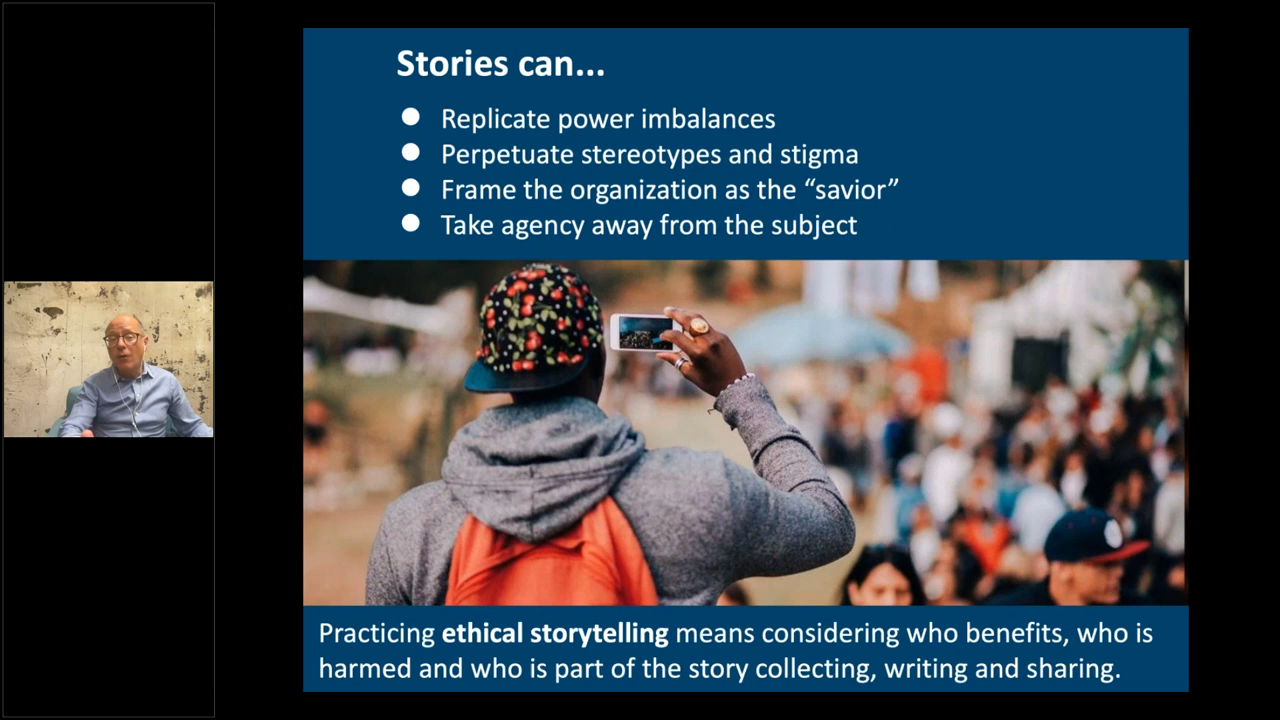 Stories can...
● Replicate power imbalances
● Perpetuate stereotypes and stigma
● Frame the organization as the “savior”
● Take agency away from the subject
Practicing ethical storytelling means considering who benefits, who is
harmed and who is part of the story collecting, writing and sharing.